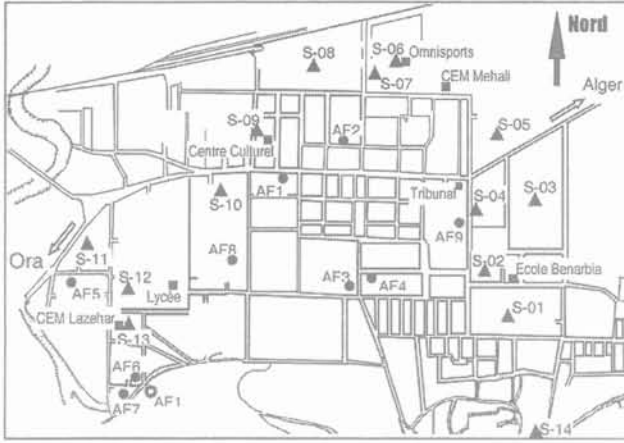 Nord
S-08
S-06
Omnisports
S-07
CEM Mehali
Alger
S-09
Centre Culturel
AF2
S-05
AF1
S-10
Tribunal
S-04
S-03
AF9
Ora
S-11
AF8
S-02
Ecole Benarbia
AF5
S-12
Lycée
AF3
AF4
CEM Lazehar
S-13
S-01
AF6
AF7
AF1
S-14